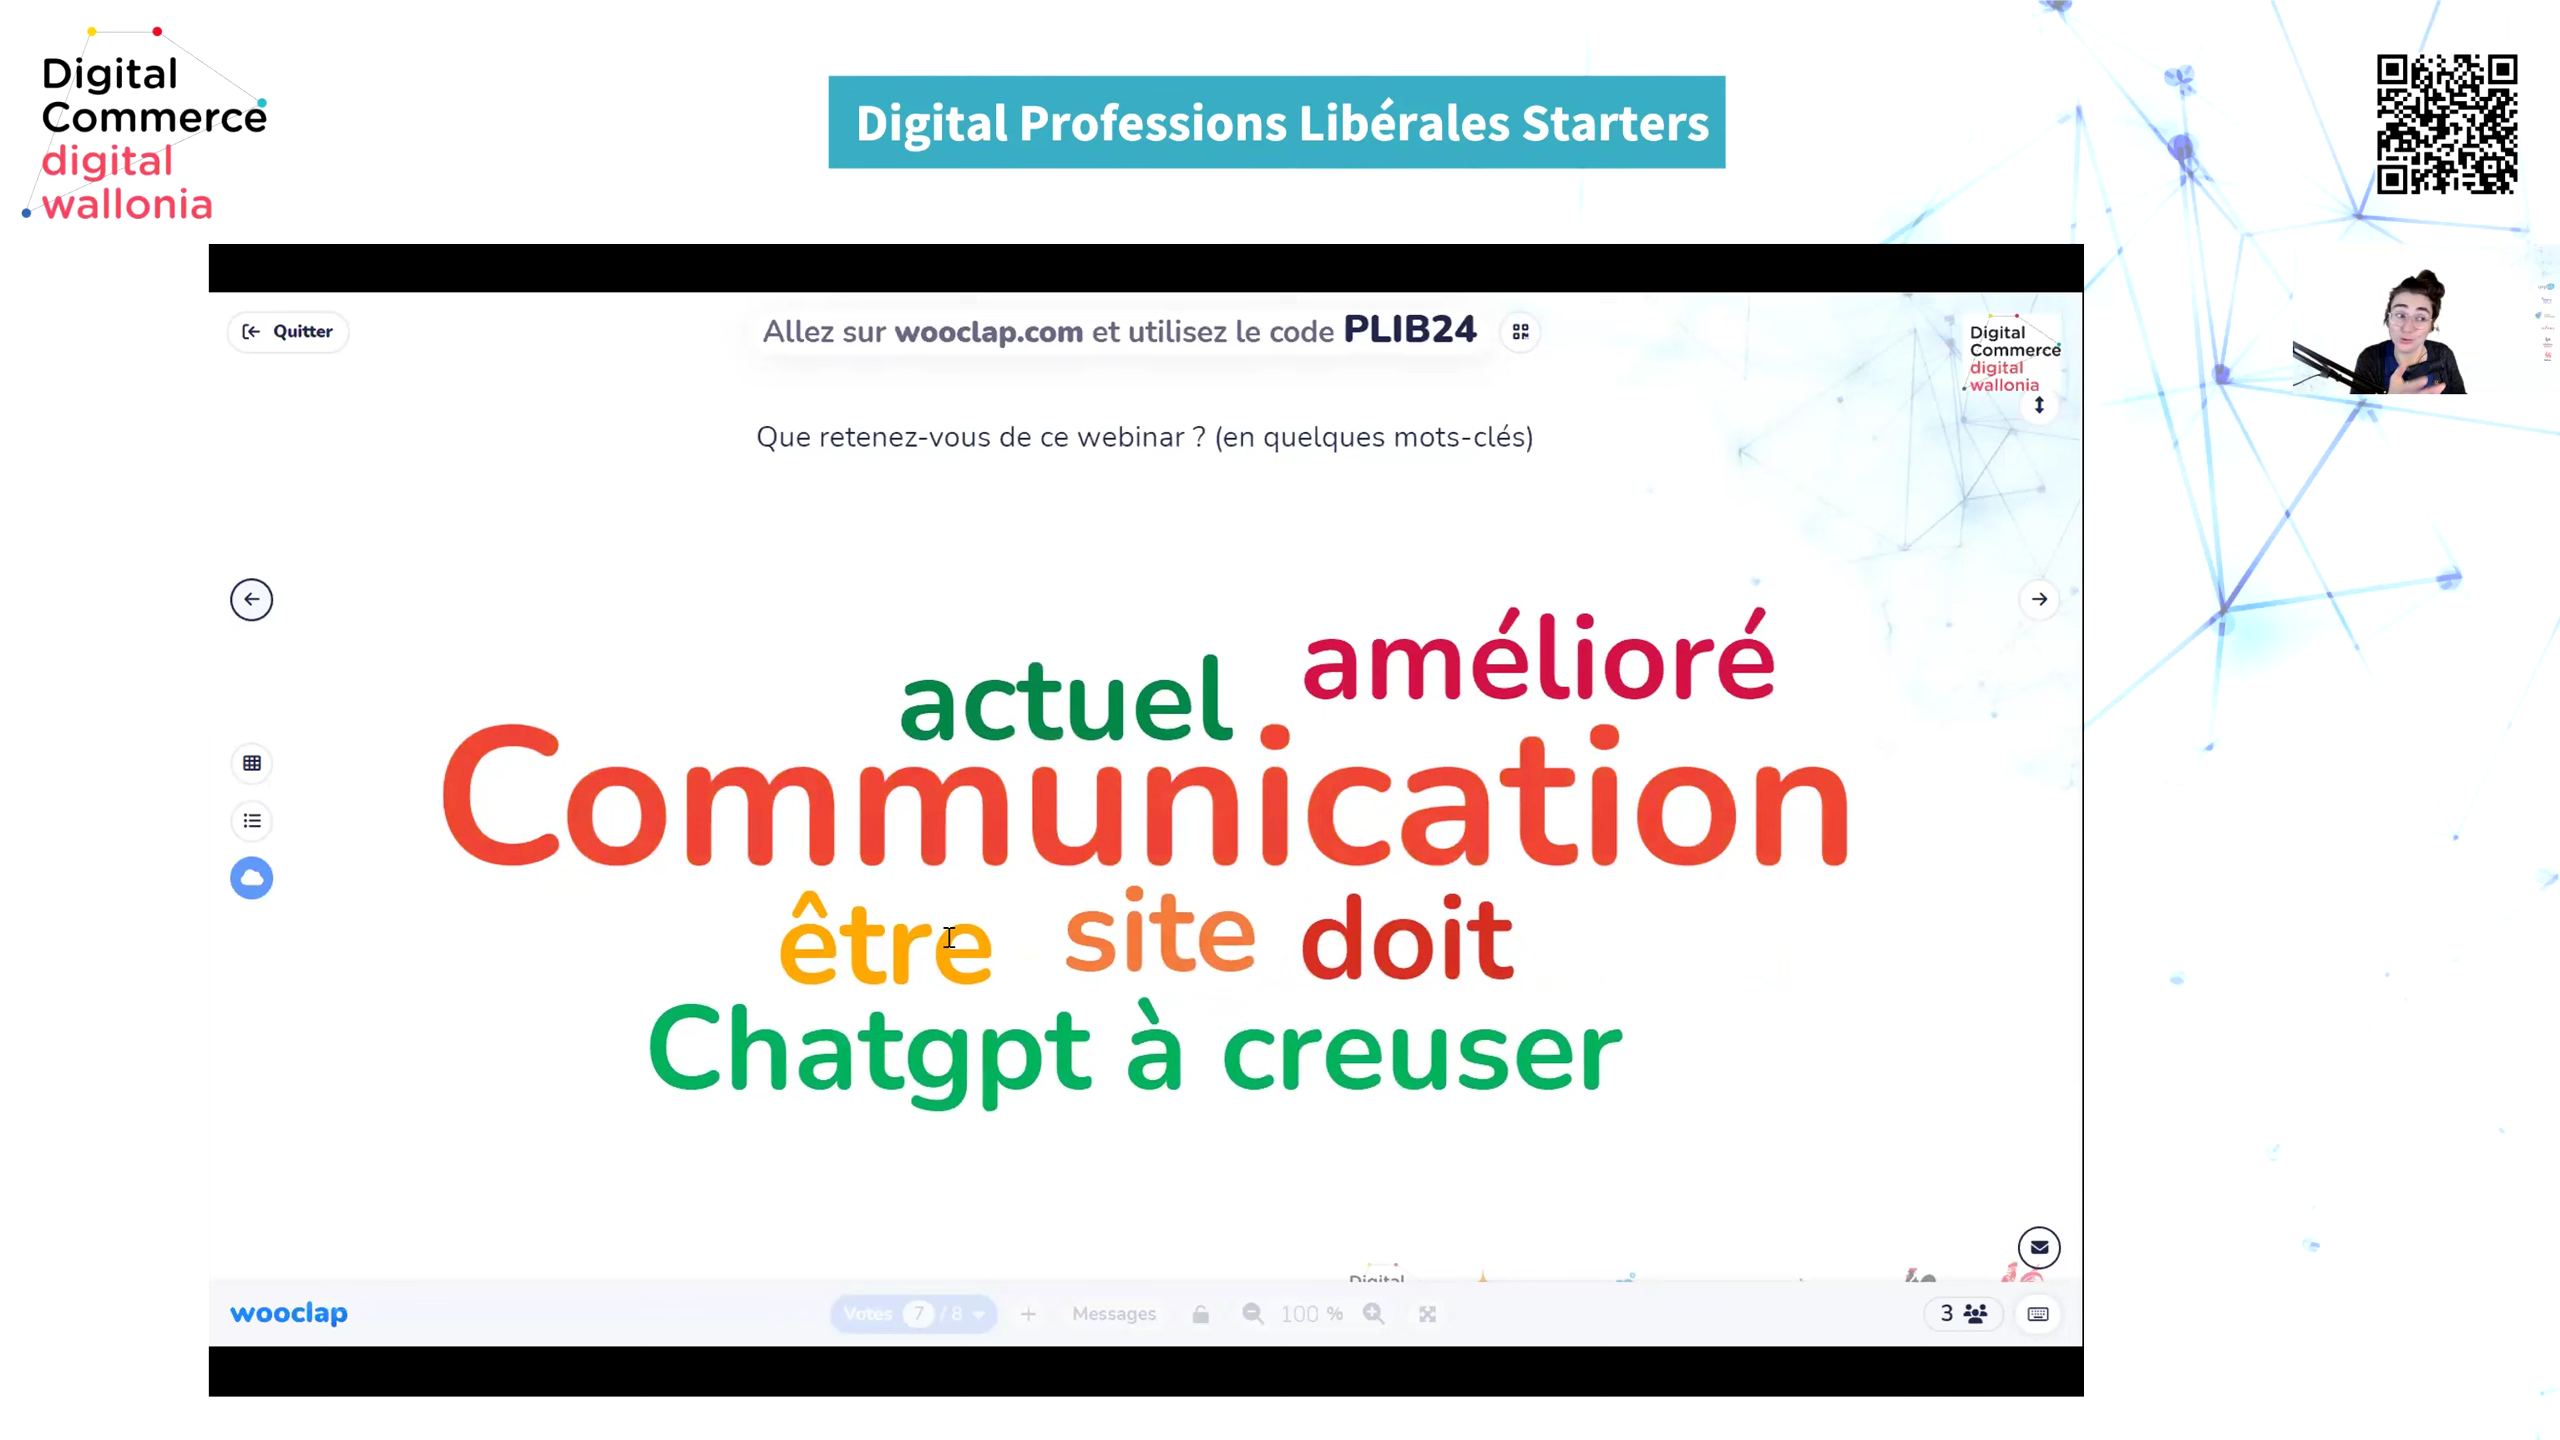 Digital
Commerce
digital
wallonia
Digital Professions Libérales Starters
Quitter
Allez sur wooclap.com et utilisez le code PLIB24
Digital
Commerce
digital
wallonia
Que retenez-vous de ce webinar ? (en quelques mots-clés)
actuel
amélioré
Communication
être
site
doit
Chatgpt à creuser
Digital
wooclap
Votes 7 / 8
Messages
100 %
3